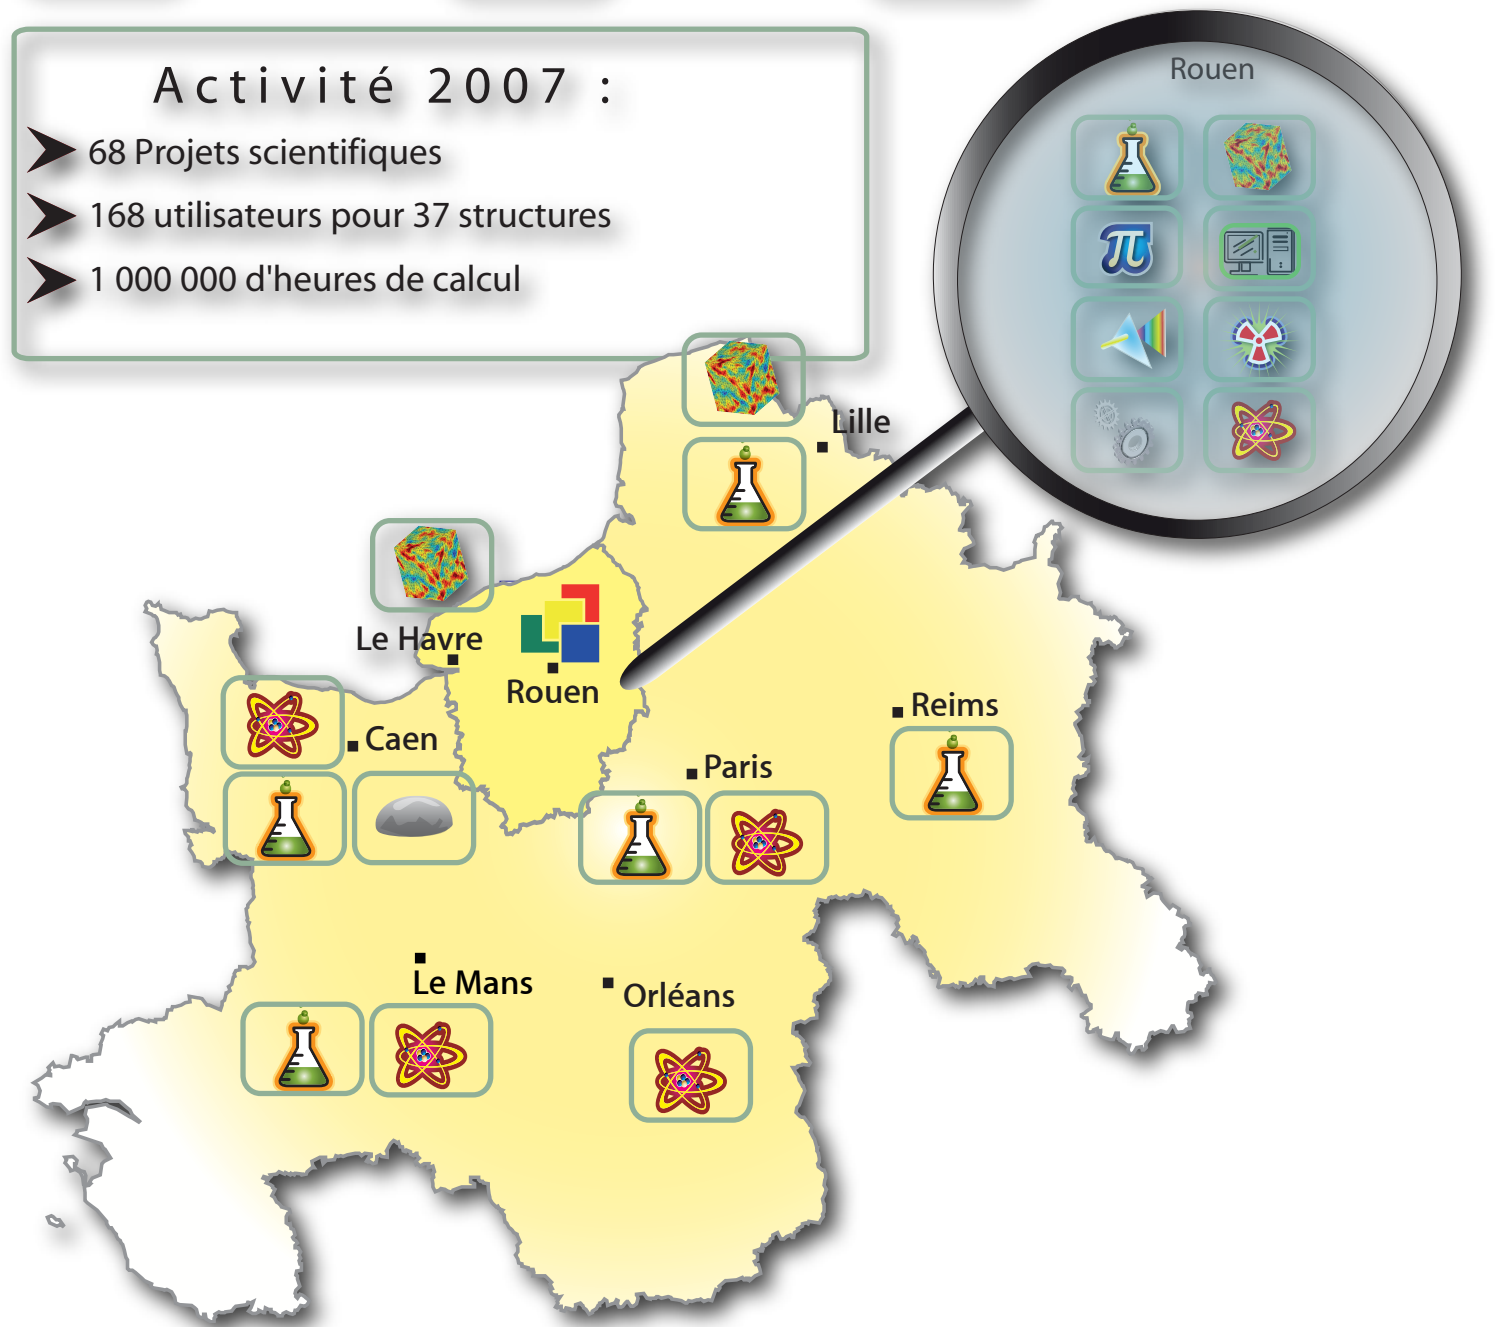 Activité 2007 :
68 Projets scientifiques
168 utilisateurs pour 37 structures
1 000 000 d'heures de calcul
Rouen
π
Lille
Le Havre
Rouen
Reims
Caen
Paris
Le Mans
Orléans